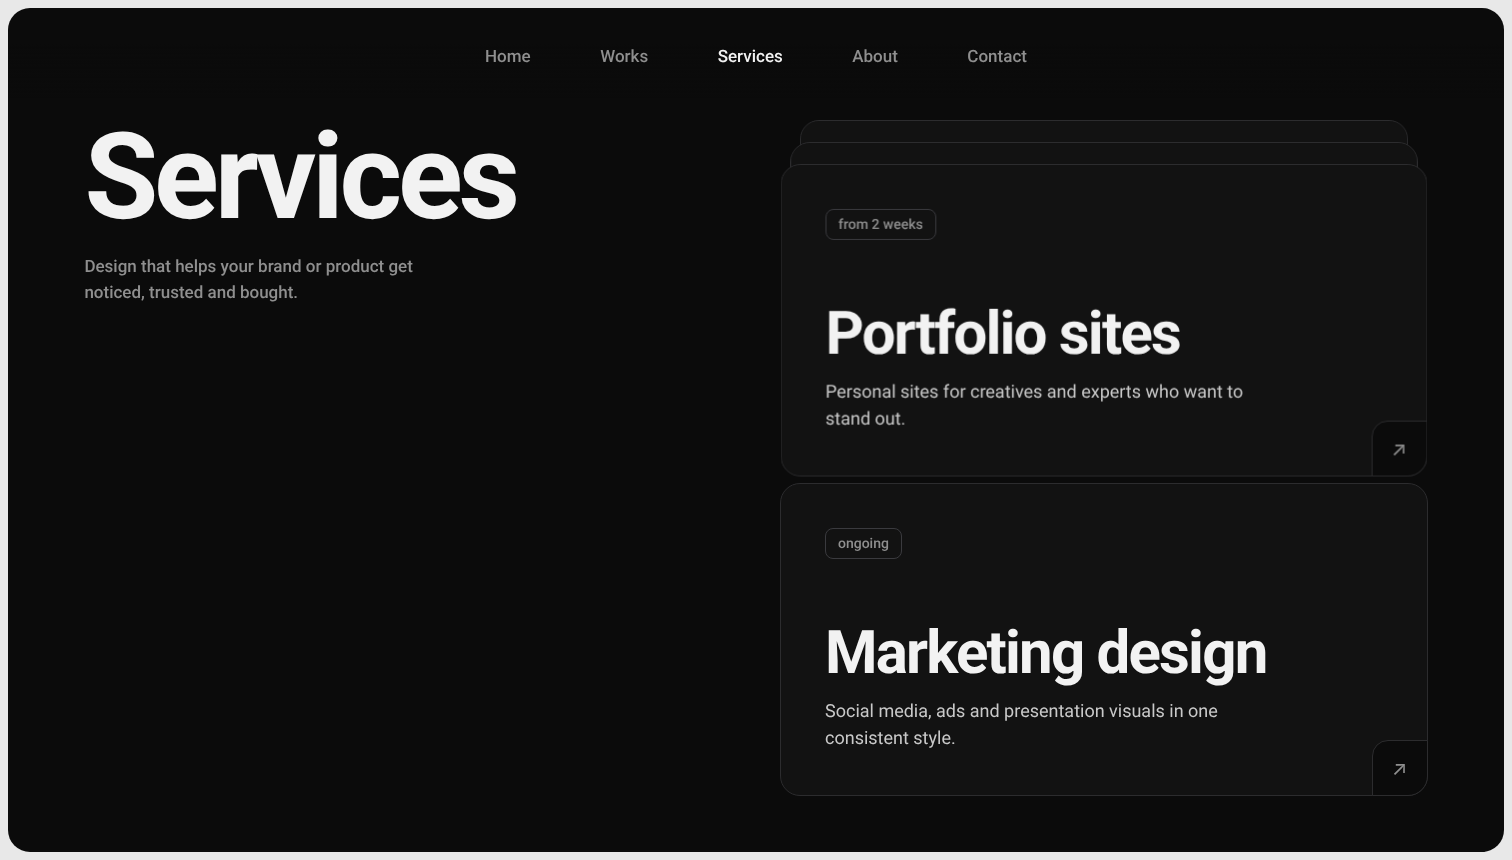 Home
Works
Services
About
Contact
Services
Design that helps your brand or product get
noticed, trusted and bought.
from 2 weeks
Portfolio sites
Personal sites for creatives and experts who want to
stand out.
ongoing
Marketing design
Social media, ads and presentation visuals in one
consistent style.